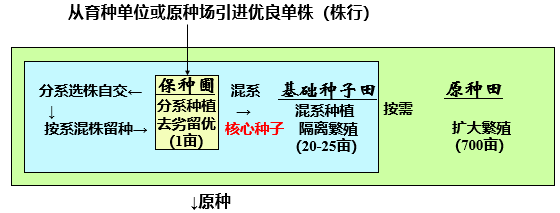 从育种单位或原种场引进优良单株（株行）
分系选株自交←
↓
按系混株留种→
保种圃
分系种植
去劣留优
(1亩)
混系
→
核心种子
基础种子田
混系种植
隔离繁殖
(20-25亩)
按需
原种田
扩大繁殖
(700亩)
↓原种